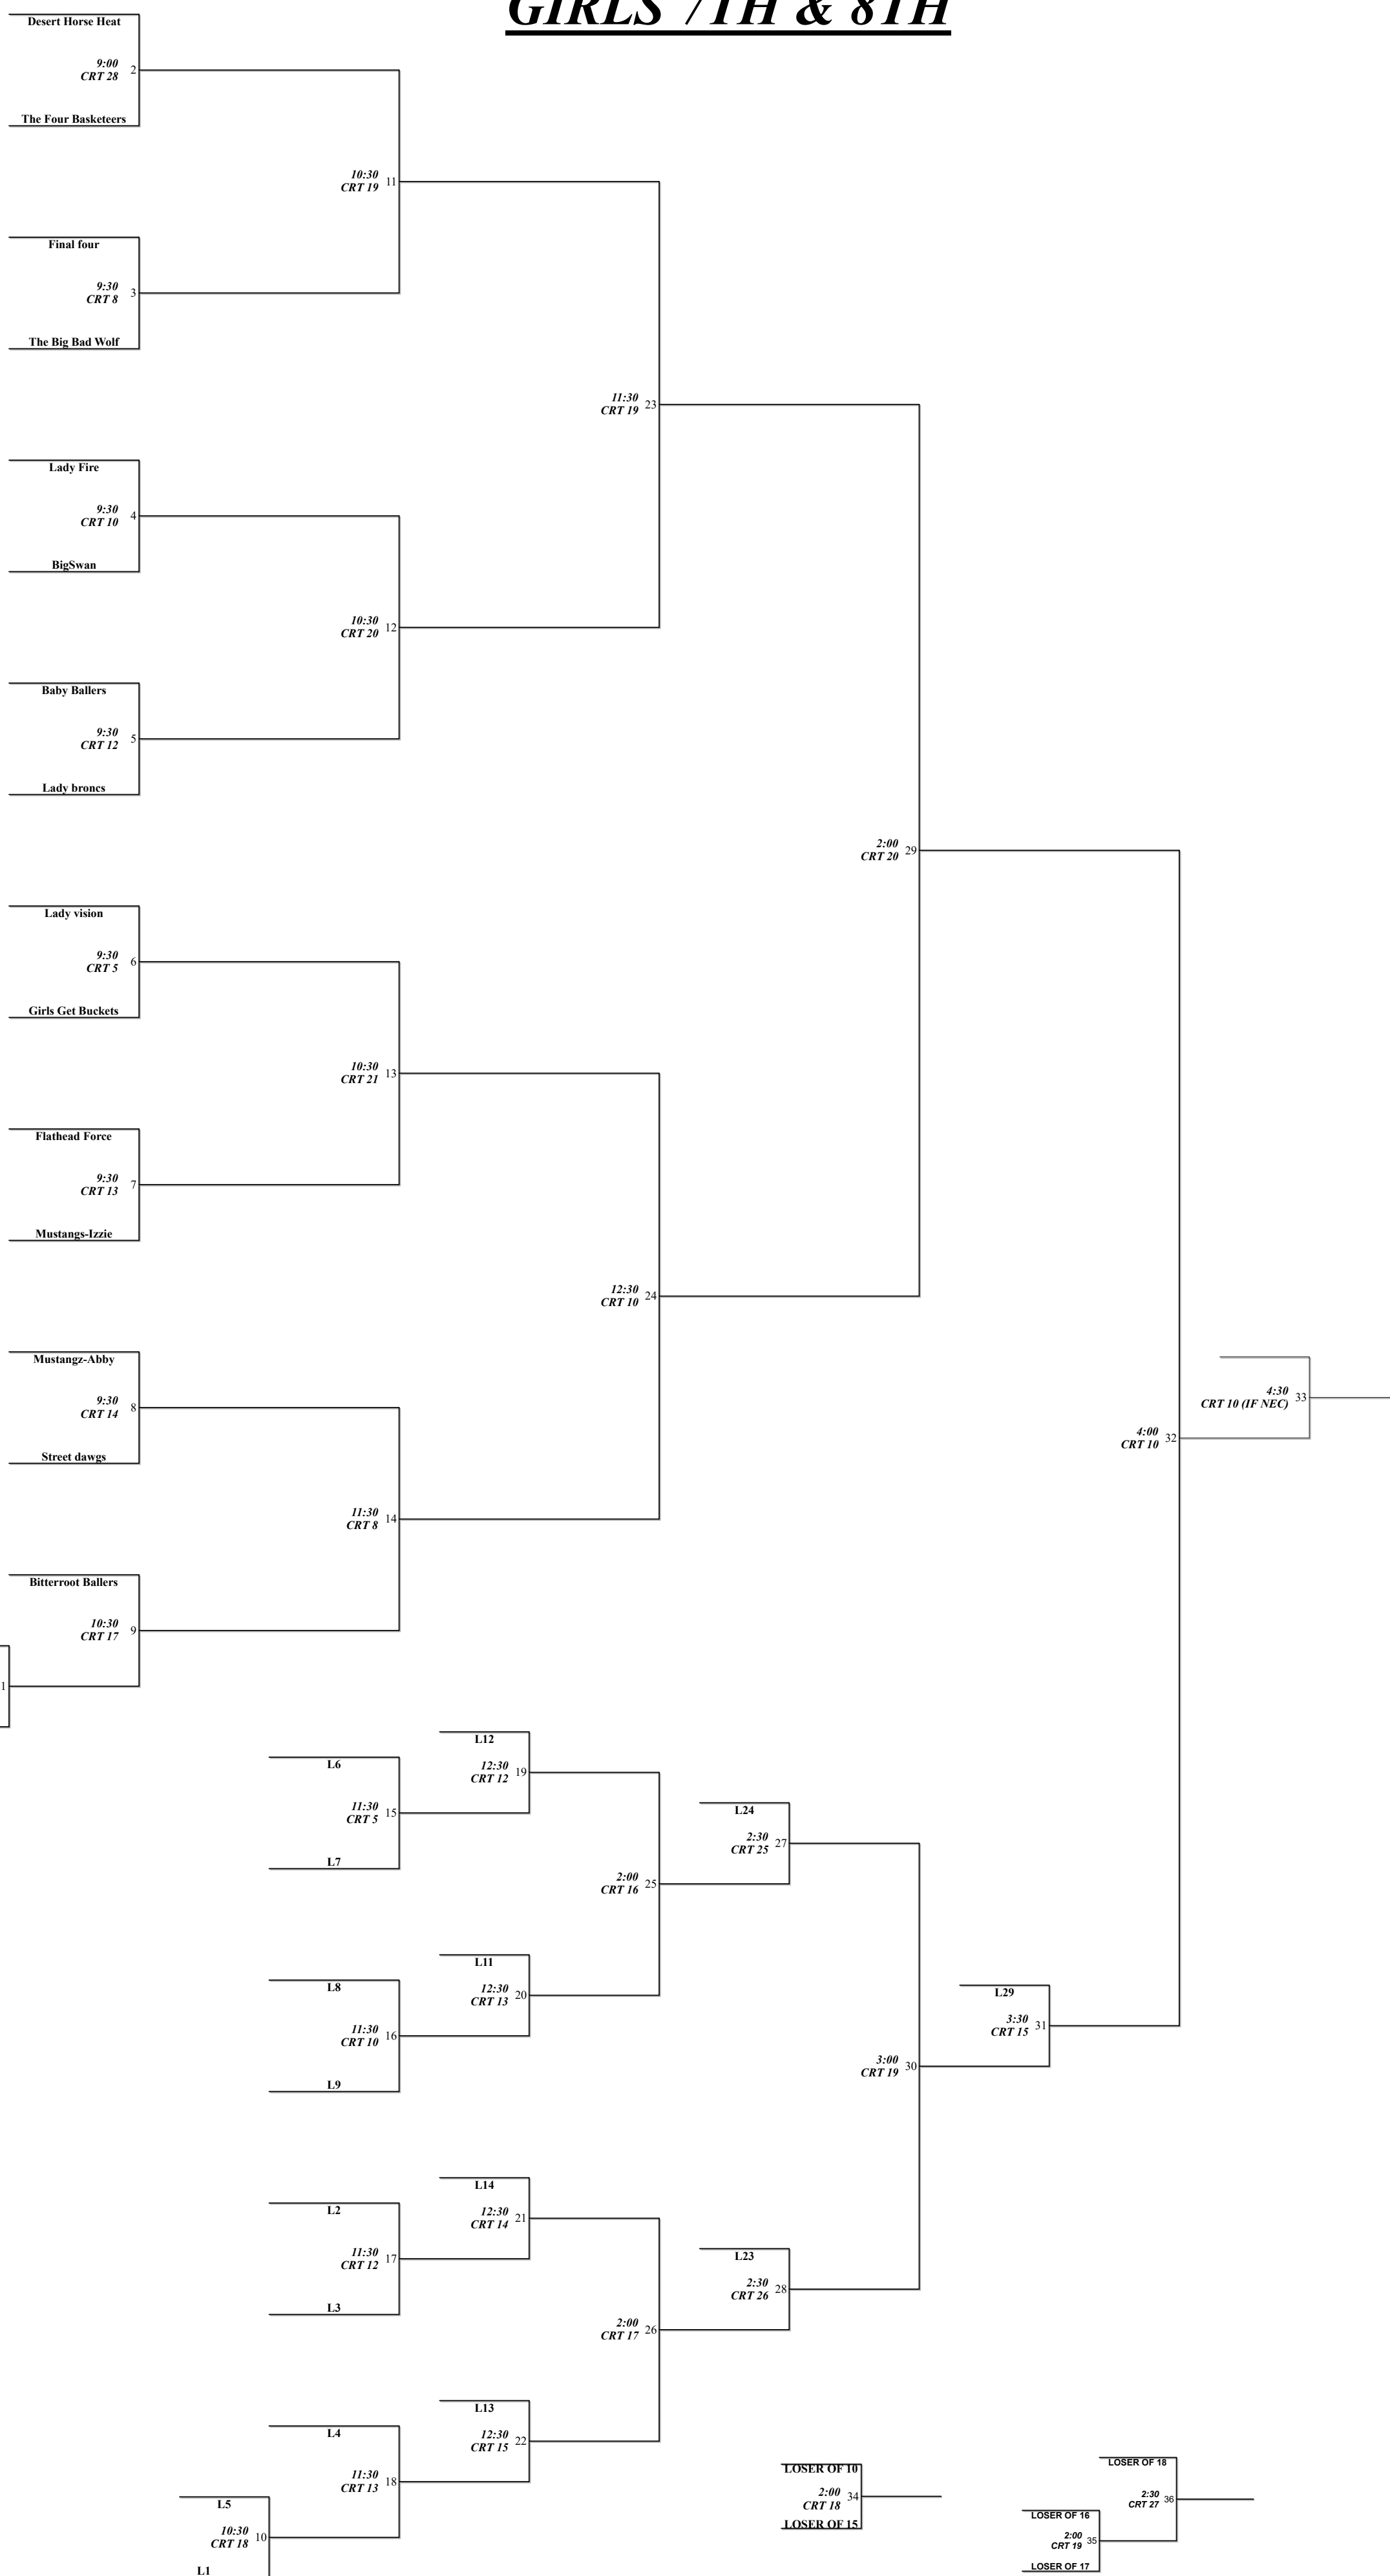 GIRLS 7TH & 8TH
Desert Horse Heat
9:00
CRT 28
2
The Four Basketeers
10:30
CRT 19
11
Final four
9:30
CRT 8
3
The Big Bad Wolf
11:30
CRT 19
23
Lady Fire
9:30
CRT 10
4
BigSwan
10:30
CRT 20
12
Baby Ballers
9:30
CRT 12
5
Lady broncs
2:00
CRT 20
29
Lady vision
9:30
CRT 5
6
Girls Get Buckets
10:30
CRT 21
13
Flathead Force
9:30
CRT 13
7
Mustangs-Izzie
12:30
CRT 10
24
Mustangz-Abby
9:30
CRT 14
8
Street dawgs
4:30
CRT 10 (IF NEC)
33
4:00
CRT 10
32
11:30
CRT 8
14
Bitterroot Ballers
10:30
CRT 17
9
1
L12
12:30
CRT 12
19
L6
11:30
CRT 5
15
L7
L24
2:30
CRT 25
27
2:00
CRT 16
25
L11
12:30
CRT 13
20
L8
11:30
CRT 10
16
L9
L29
3:30
CRT 15
31
3:00
CRT 19
30
L14
12:30
CRT 14
21
L2
11:30
CRT 12
17
L3
L23
2:30
CRT 26
28
2:00
CRT 17
26
L13
12:30
CRT 15
22
L4
11:30
CRT 13
18
L5
10:30
CRT 18
10
L1
LOSER OF 10
2:00
CRT 18
34
LOSER OF 15
LOSER OF 18
2:30
CRT 27
36
LOSER OF 16
2:00
CRT 19
35
LOSER OF 17